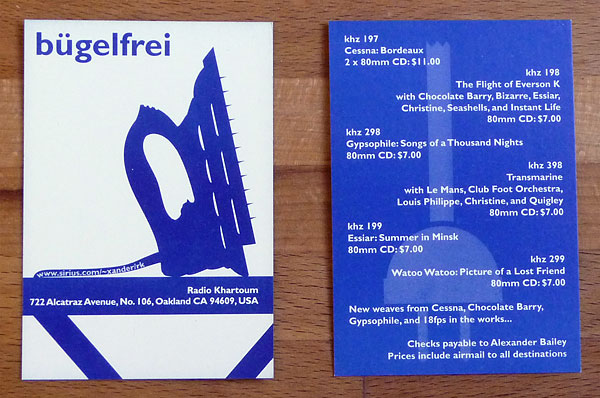 bügelfrei
www.sirius.com/~xander/rk
Radio Khartoum
722 Alcatraz Avenue, No. 106, Oakland CA 94609, USA
khz 197
Cessna: Bordeaux
2 x 80mm CD: $11.00
khz 198
The Flight of Everson K
with Chocolate Barry, Bizarre, Essiar,
Christine, Seashells, and Instant Life
80mm CD: $7.00
khz 298
Gypsophile: Songs of a Thousand Nights
80mm CD: $7.00
khz 398
Transmarine
with Le Mans, Club Foot Orchestra,
Louis Philippe, Christine, and Quigley
80mm CD: $7.00
khz 199
Essiar: Summer in Minsk
80mm CD: $7.00
khz 299
Watoo Watoo: Picture of a Lost Friend
80mm CD: $7.00
New weaves from Cessna, Chocolate Barry,
Gypsophile, and 18fps in the works...
Checks payable to Alexander Bailey
Prices include airmail to all destinations